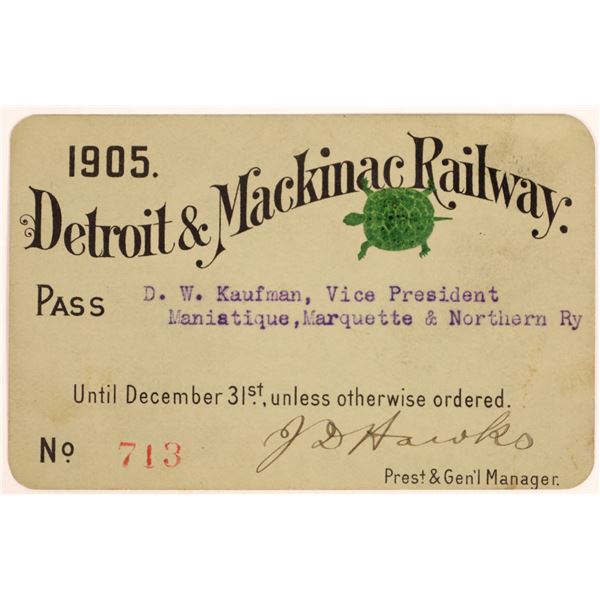 1905.
Detroit & Mackinac Railway.
PASS D. W. Kaufman, Vice President
Maniatique,Marquette & Northern Ry
Until December 31st, unless otherwise ordered.
No 713 J D Hawks
Prest & Gen'l Manager.